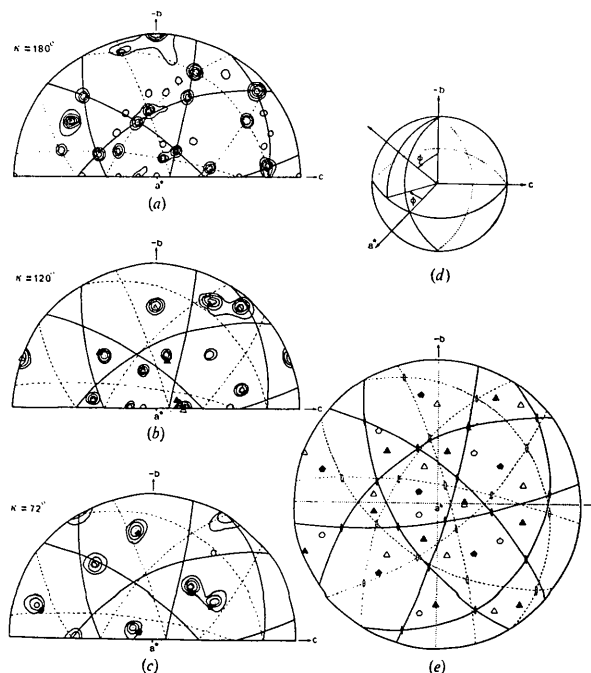 -b
κ = 180°
c
a*
(a)
-b
κ = 120°
c
a*
(b)
κ = 72°
-b
c
a*
(c)
-b
φ
c
ϕ
a*
(d)
-b
a*
(e)